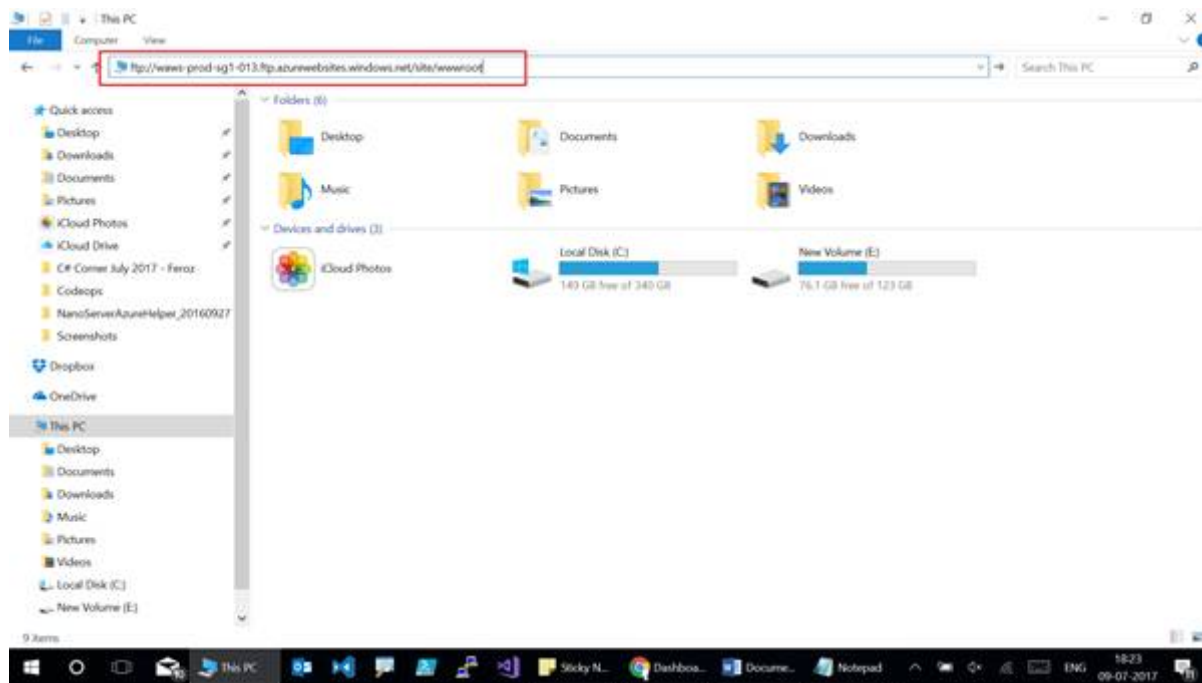 This PC
File Computer View
ftp://waws-prod-sg1-013.ftp.azurewebsites.windows.net/site/wwwroot
Search This PC
Quick access
Desktop
Downloads
Documents
Pictures
iCloud Photos
iCloud Drive
C# Corner July 2017 - Feroz
Codeops
NanoServerAzureHelper_20160927
Screenshots
Dropbox
OneDrive
This PC
Desktop
Documents
Downloads
Music
Pictures
Videos
Local Disk (C:)
New Volume (E:)
Folders (6)
Desktop
Documents
Downloads
Music
Pictures
Videos
Devices and drives (3)
iCloud Photos
Local Disk (C:)
149 GB free of 340 GB
New Volume (E:)
76.1 GB free of 123 GB
9 items
This PC
Sticky N...
Dashboa...
Docume...
Notepad
ENG
18:23
09-07-2017